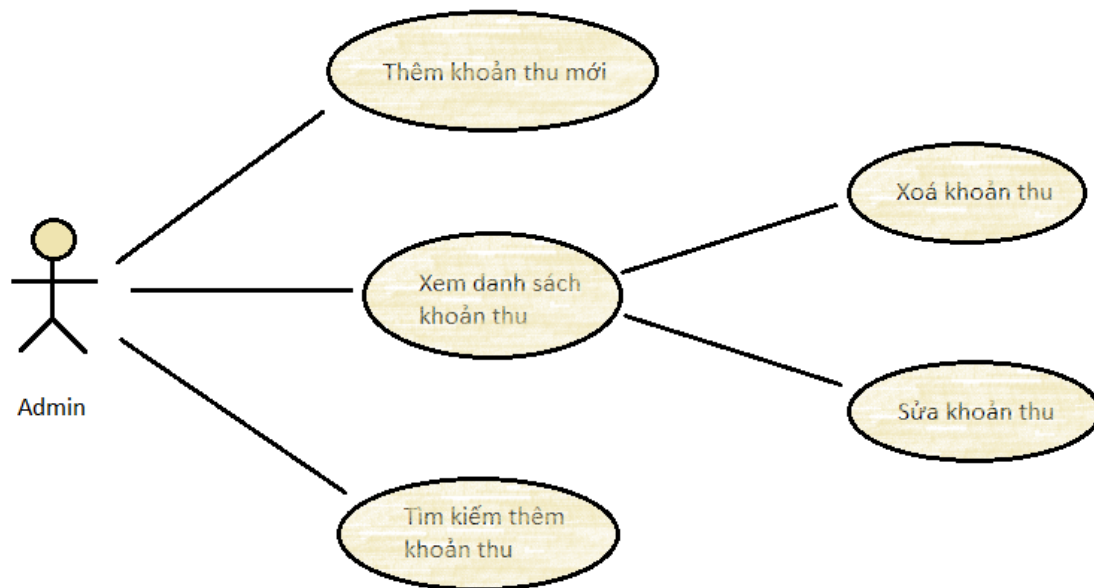 Thêm khoản thu mới
Xoá khoản thu
Xem danh sách
khoản thu
Sửa khoản thu
Admin
Tìm kiếm thêm
khoản thu